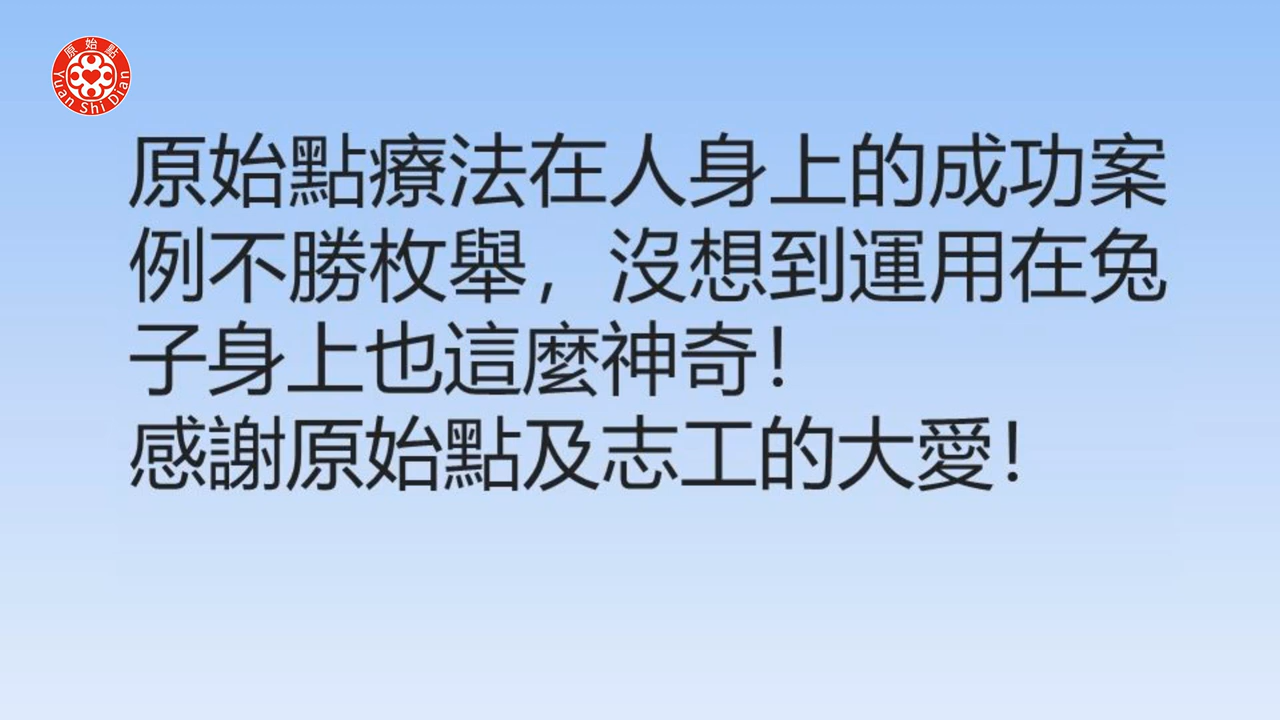 原始點
Yuan Shi Dian
原始點療法在人身上的成功案
例不勝枚舉，沒想到運用在兔
子身上也這麼神奇！
感謝原始點及志工的大愛！